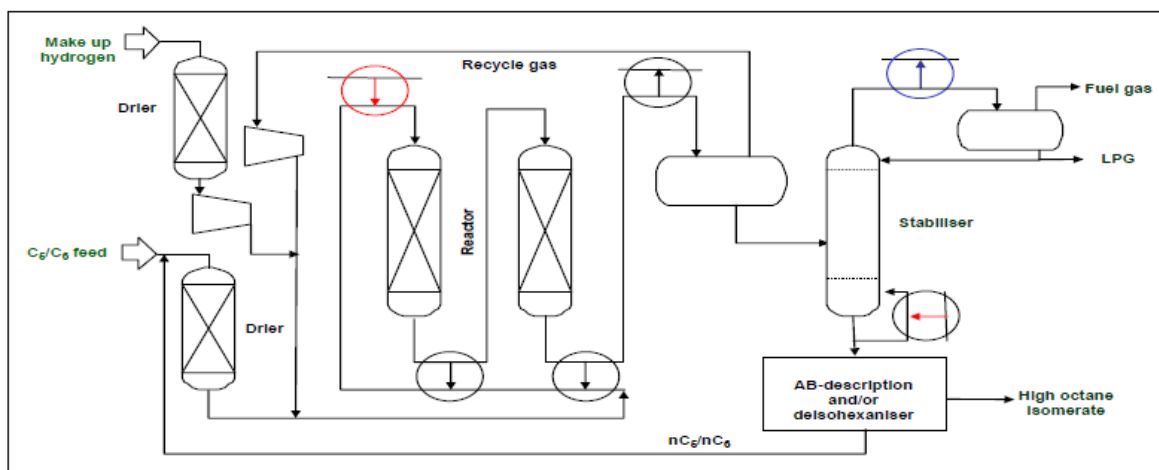 Make up
hydrogen
Drier
Recycle gas
Fuel gas
LPG
Reactor
Stabiliser
C₅/C₆ feed
Drier
AB-description
and/or
deisohexaniser
High octane
isomerate
nC₅/nC₆